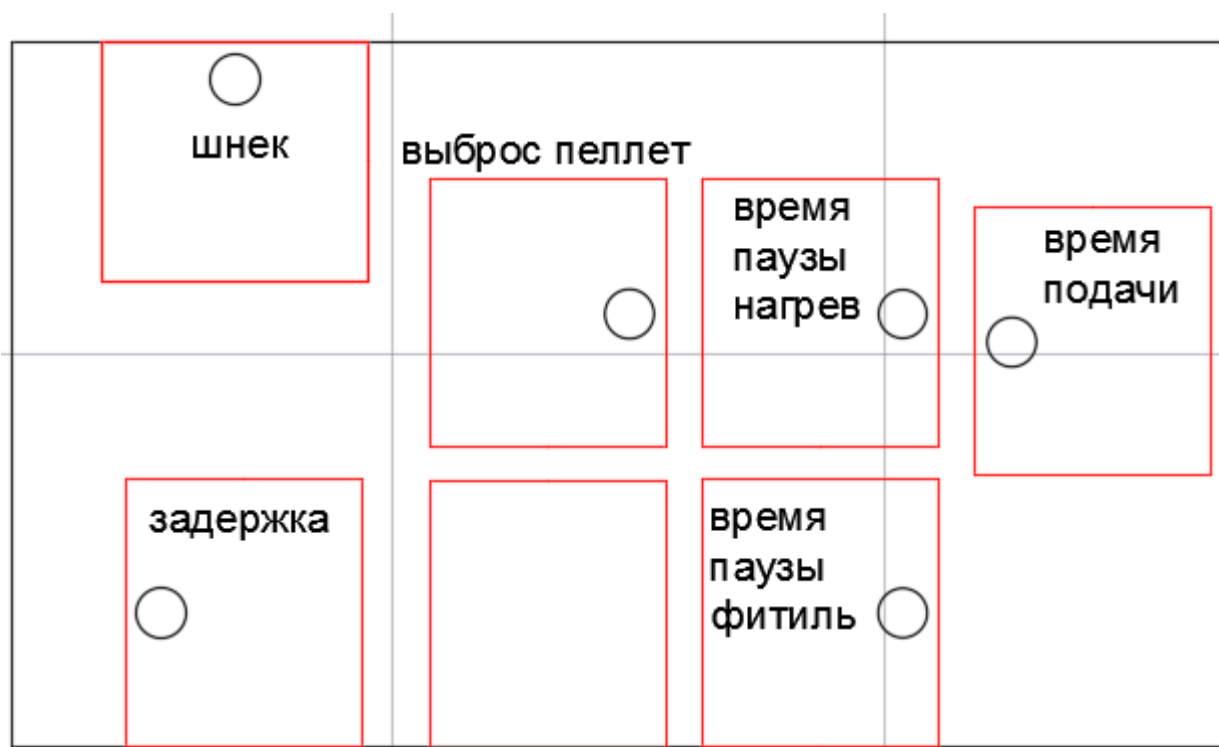 шнек
выброс пеллет
время
паузы
нагрев
время
подачи
задержка
время
паузы
фитиль